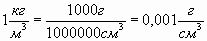 1 кг/м³ = 1000г/1000000см³ = 0,001 г/см³